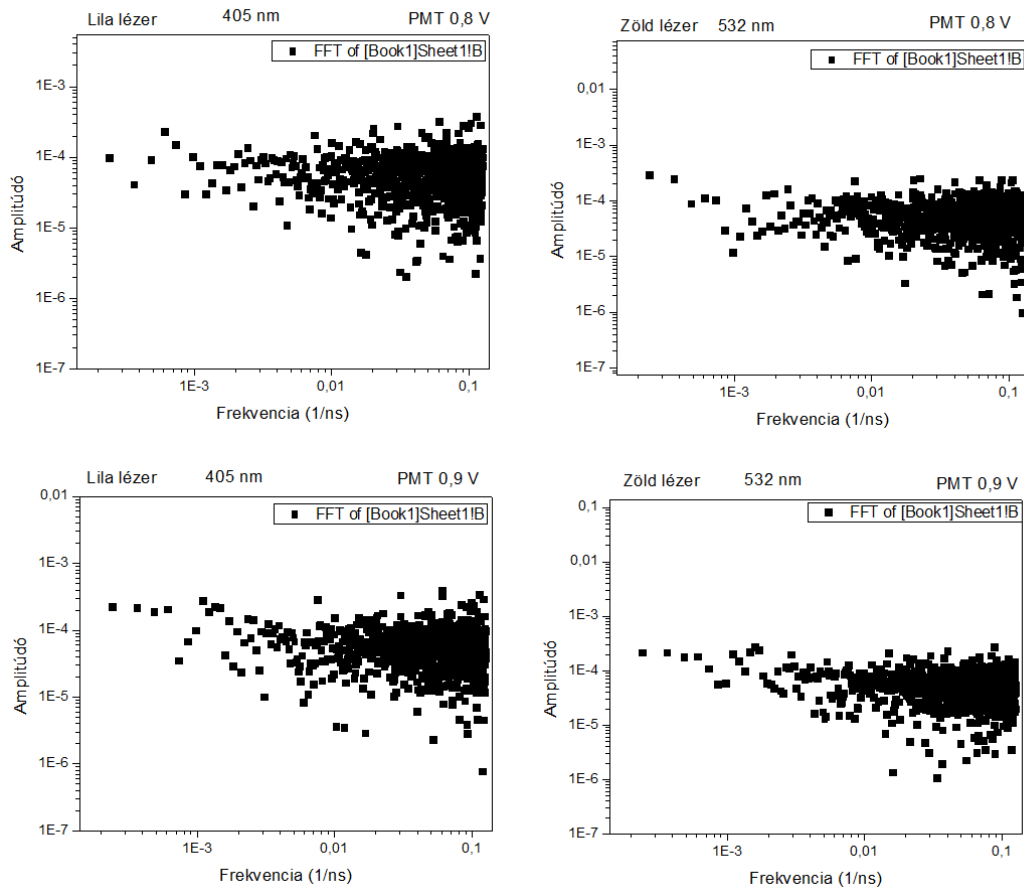 Lila lézer 405 nm PMT 0,8 V
FFT of [Book1]Sheet1!B
1E-3
1E-4
1E-5
1E-6
1E-7
Amplitúdó
1E-3 0,01 0,1
Frekvencia (1/ns)
Zöld lézer 532 nm PMT 0,8 V
FFT of [Book1]Sheet1!B
0,01
1E-3
1E-4
1E-5
1E-6
1E-7
Amplitúdó
1E-3 0,01 0,1
Frekvencia (1/ns)
Lila lézer 405 nm PMT 0,9 V
FFT of [Book1]Sheet1!B
0,01
1E-3
1E-4
1E-5
1E-6
1E-7
Amplitúdó
1E-3 0,01 0,1
Frekvencia (1/ns)
Zöld lézer 532 nm PMT 0,9 V
FFT of [Book1]Sheet1!B
0,1
0,01
1E-3
1E-4
1E-5
1E-6
1E-7
Amplitúdó
1E-3 0,01 0,1
Frekvencia (1/ns)